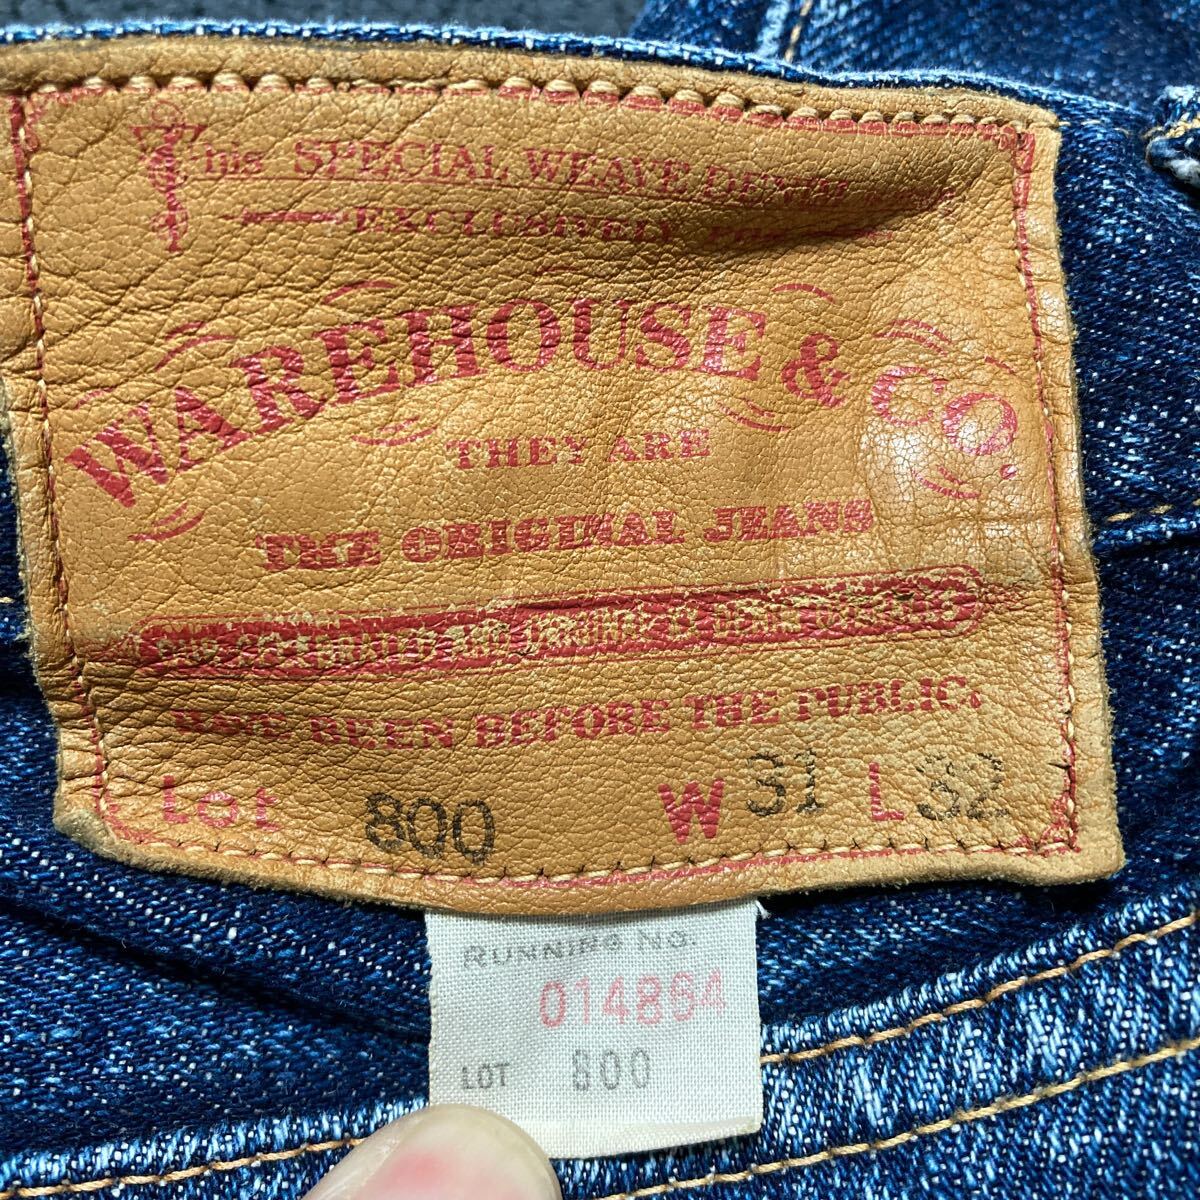 This SPECIAL WEAVE DENIM
EXCLUSIVELY FOR
WAREHOUSE & CO.
THEY ARE
THE ORIGINAL JEANS
HAVE BEEN BEFORE THE PUBLIC.
Lot 800 W 31 L 32
RUNNING NO.
014864
LOT 800